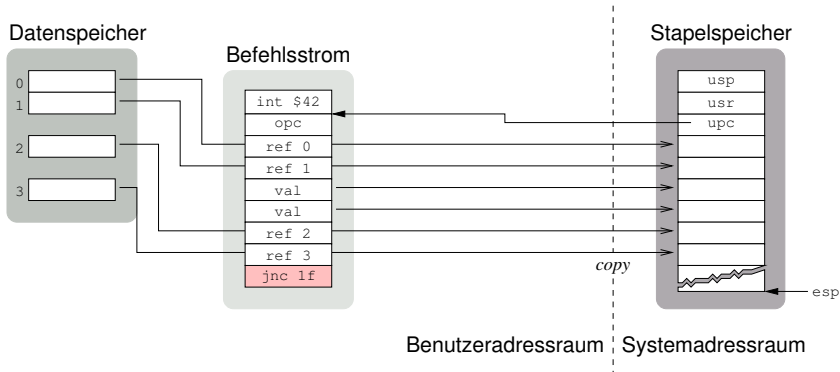 Datenspeicher
0
1
2
3
Befehlsstrom
int $42
opc
ref 0
ref 1
val
val
ref 2
ref 3
jnc 1f
Stapelspeicher
usp
usr
upc
copy
esp
Benutzeradressraum
Systemadressraum